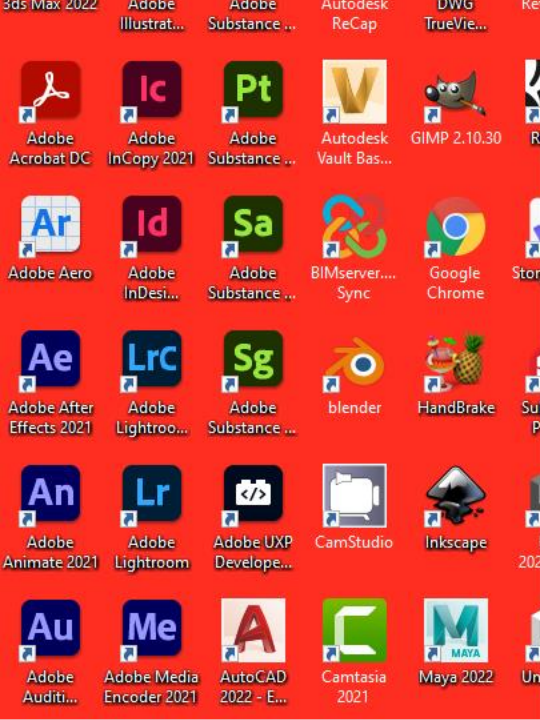 3ds Max 2022
Adobe
Illustrat...
Adobe
Substance ...
Autodesk
ReCap
DWG
TrueVie...
Adobe
Acrobat DC
Ic
Adobe
InCopy 2021
Pt
Adobe
Substance ...
Autodesk
Vault Bas...
GIMP 2.10.30
Ar
Adobe Aero
Id
Adobe
InDesi...
Sa
Adobe
Substance ...
BIMserver....
Sync
Google
Chrome
Ae
Adobe After
Effects 2021
LrC
Adobe
Lightroo...
Sg
Adobe
Substance ...
blender
HandBrake
An
Adobe
Animate 2021
Lr
Adobe
Lightroom
</>
Adobe UXP
Develope...
CamStudio
Inkscape
Au
Adobe
Auditi...
Me
Adobe Media
Encoder 2021
AutoCAD
2022 - E...
Camtasia
2021
MAYA
Maya 2022